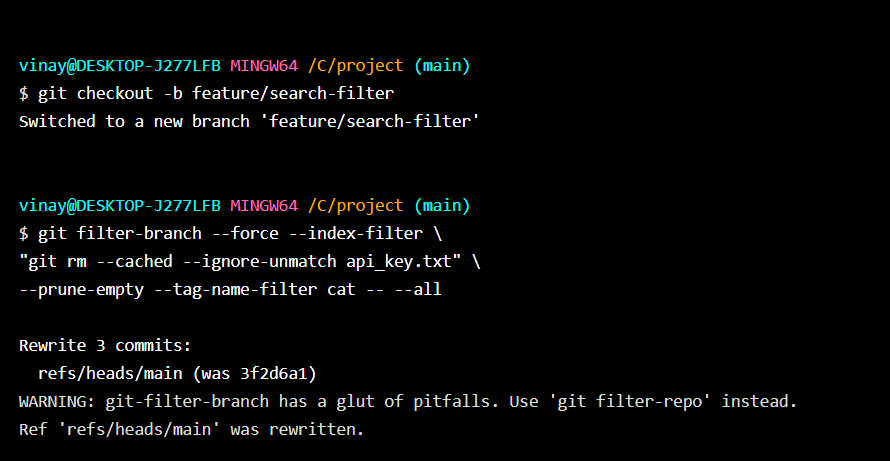 vinay@DESKTOP-J277LFB MINGW64 /C/project (main)
$ git checkout -b feature/search-filter
Switched to a new branch 'feature/search-filter'
vinay@DESKTOP-J277LFB MINGW64 /C/project (main)
$ git filter-branch --force --index-filter \
"git rm --cached --ignore-unmatch api_key.txt" \
--prune-empty --tag-name-filter cat -- --all
Rewrite 3 commits:
  refs/heads/main (was 3f2d6a1)
WARNING: git-filter-branch has a glut of pitfalls. Use 'git filter-repo' instead.
Ref 'refs/heads/main' was rewritten.